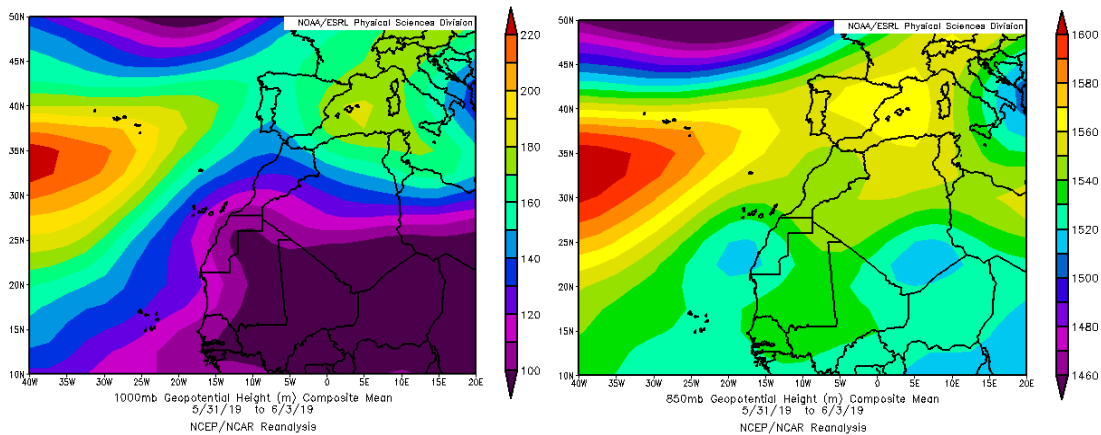 NOAA/ESRL Physical Sciences Division
50N
45N
40N
35N
30N
25N
20N
15N
10N
40W 35W 30W 25W 20W 15W 10W 5W 0 5E 10E 15E 20E
220
200
180
160
140
120
100
1000mb Geopotential Height (m) Composite Mean
5/31/19 to 6/3/19
NCEP/NCAR Reanalysis
NOAA/ESRL Physical Sciences Division
50N
45N
40N
35N
30N
25N
20N
15N
10N
40W 35W 30W 25W 20W 15W 10W 5W 0 5E 10E 15E 20E
1600
1580
1560
1540
1520
1500
1480
1460
850mb Geopotential Height (m) Composite Mean
5/31/19 to 6/3/19
NCEP/NCAR Reanalysis